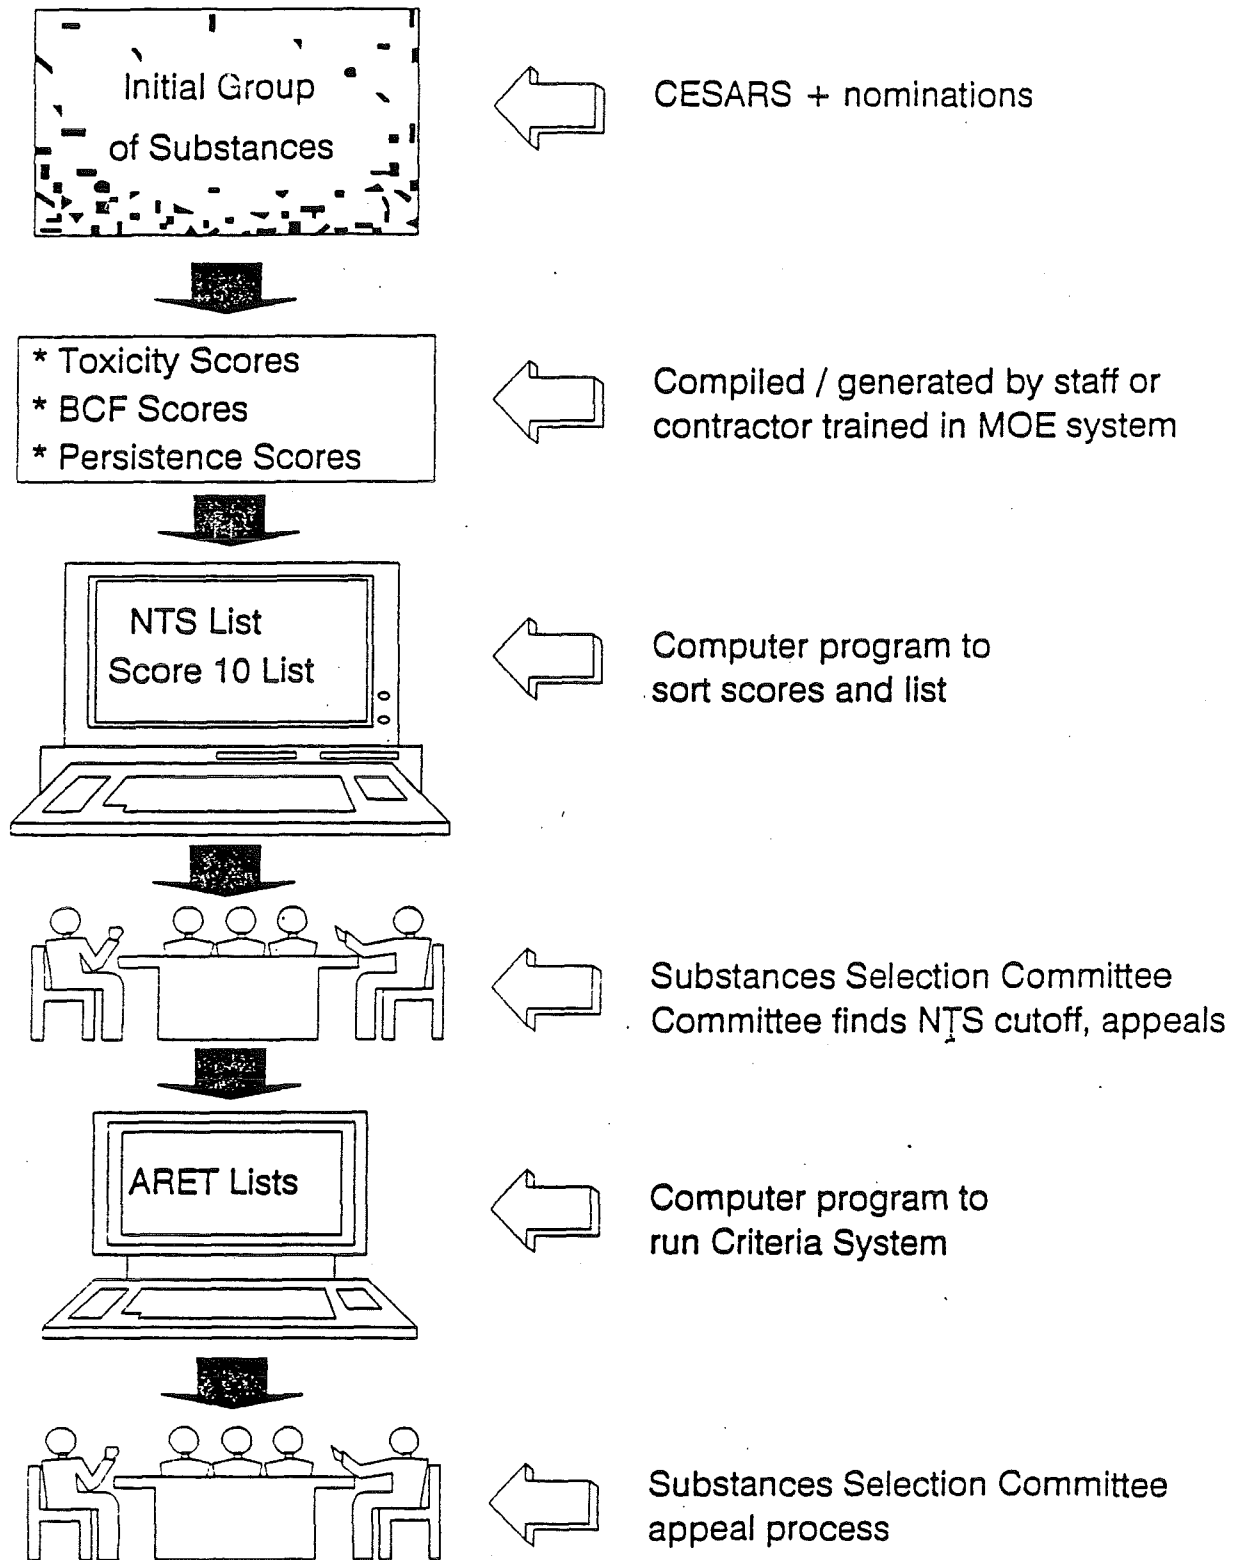 Initial Group
of Substances
CESARS + nominations
* Toxicity Scores
* BCF Scores
* Persistence Scores
Compiled / generated by staff or
contractor trained in MOE system
NTS List
Score 10 List
Computer program to
sort scores and list
Substances Selection Committee
Committee finds NTS cutoff, appeals
ARET Lists
Computer program to
run Criteria System
Substances Selection Committee
appeal process